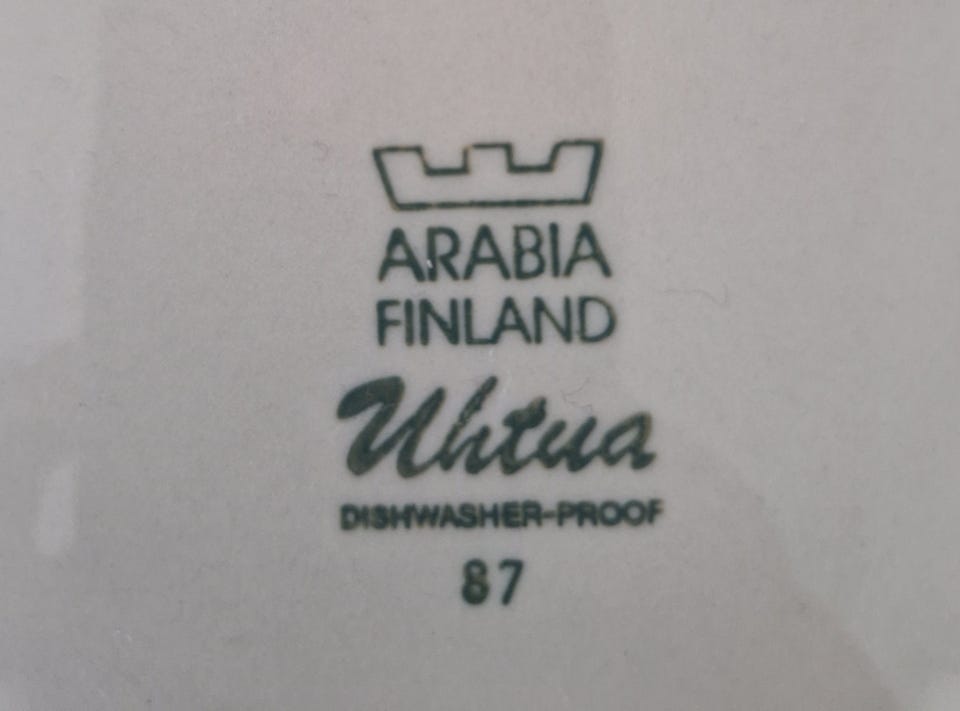 ARABIA
FINLAND
Uhtua
DISHWASHER-PROOF
87